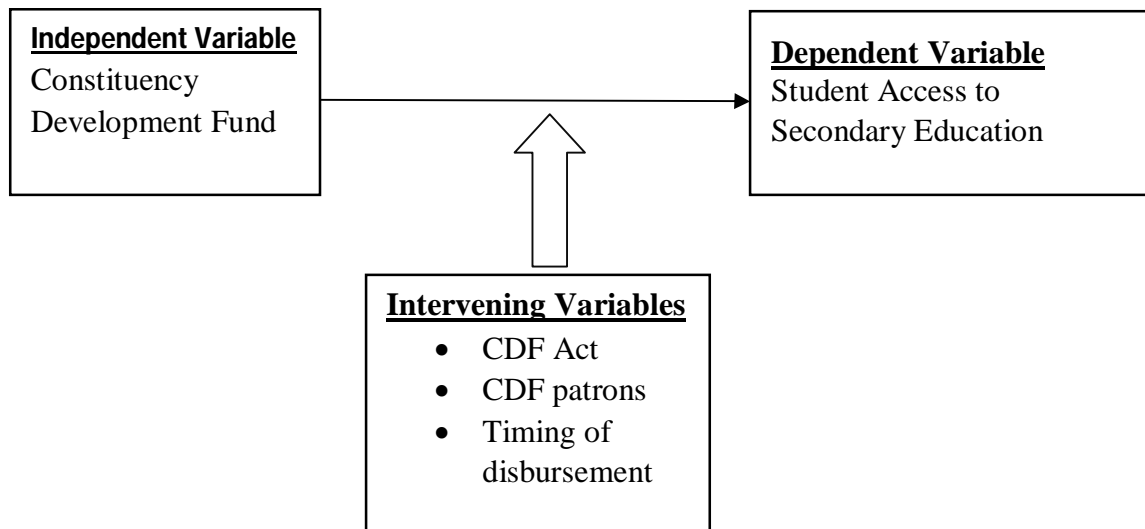 Independent Variable
Constituency
Development Fund
Dependent Variable
Student Access to
Secondary Education
Intervening Variables
• CDF Act
• CDF patrons
• Timing of
disbursement